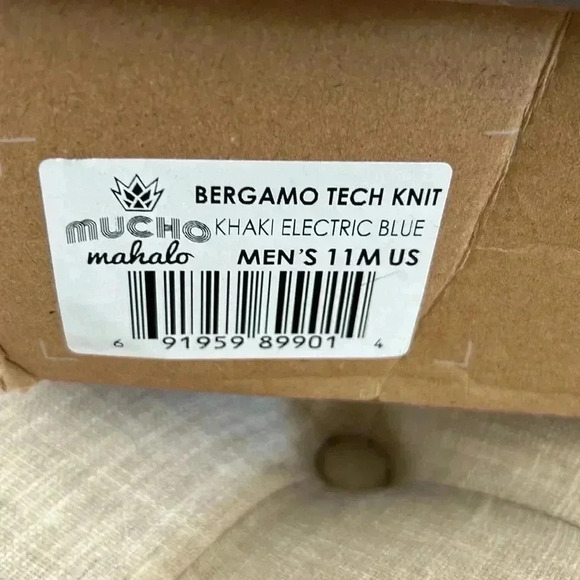 BERGAMO TECH KNIT
MUCHO KHAKI ELECTRIC BLUE
mahalo MEN'S 11M US
6 91959 89901 4